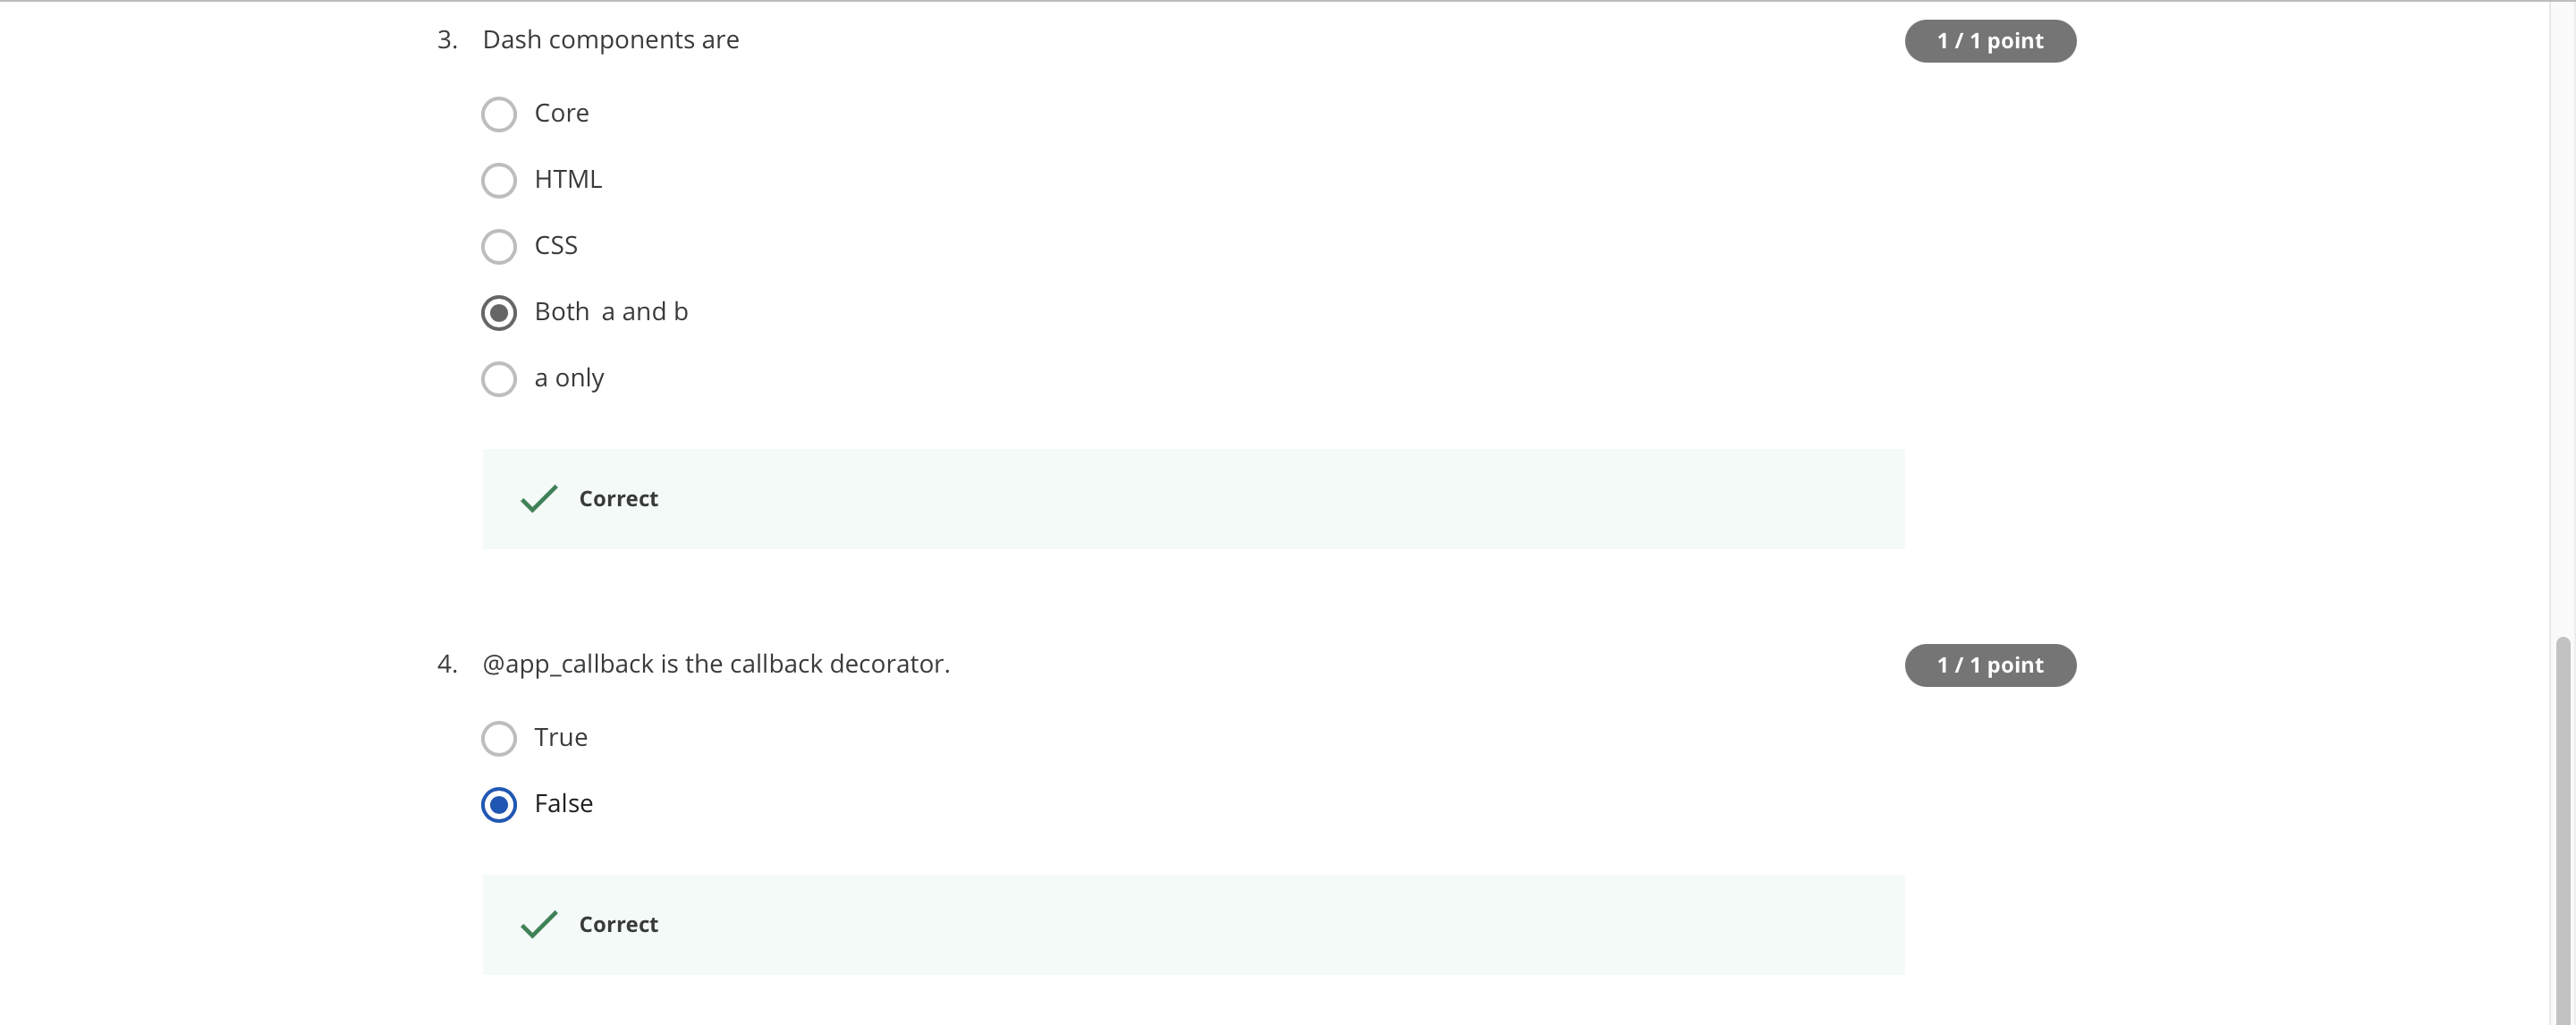 3. Dash components are
1 / 1 point
Core
HTML
CSS
Both a and b
a only
Correct
4. @app_callback is the callback decorator.
1 / 1 point
True
False
Correct